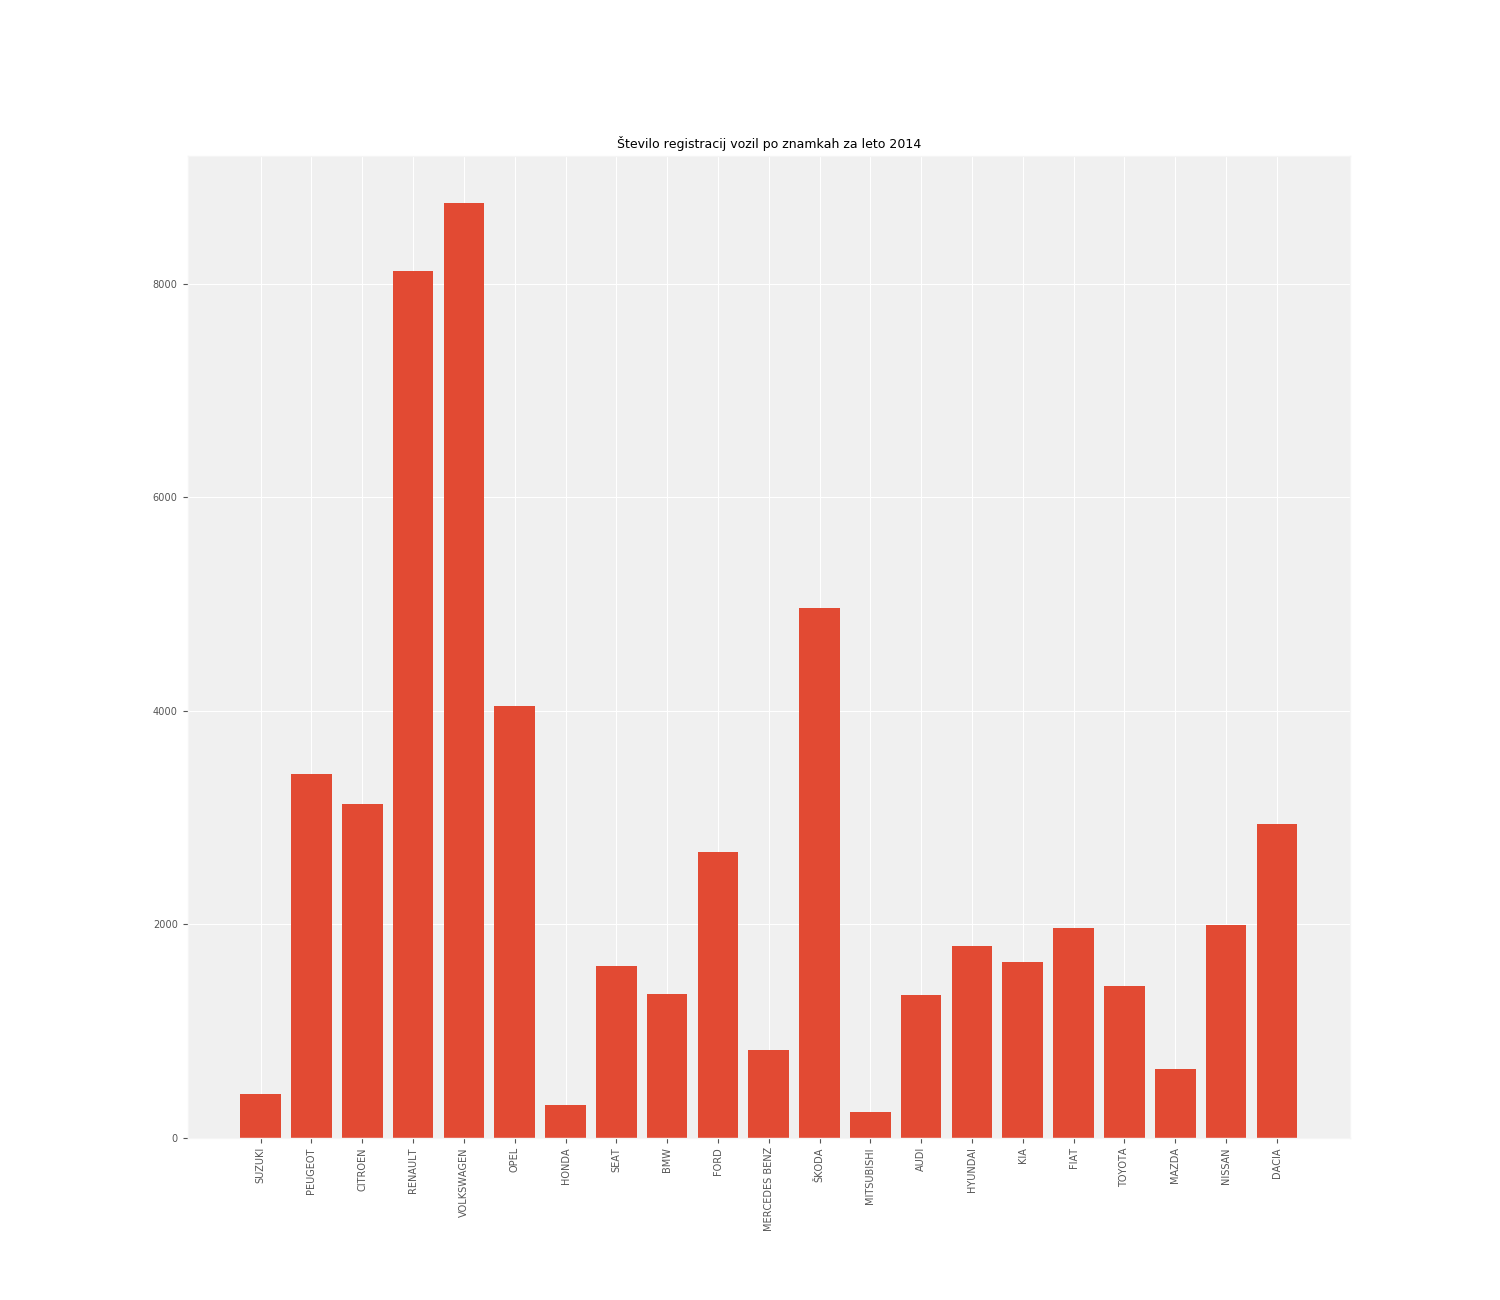 Število registracij vozil po znamkah za leto 2014
8000
6000
4000
2000
0
SUZUKI
PEUGEOT
CITROEN
RENAULT
VOLKSWAGEN
OPEL
HONDA
SEAT
BMW
FORD
MERCEDES BENZ
ŠKODA
MITSUBISHI
AUDI
HYUNDAI
KIA
FIAT
TOYOTA
MAZDA
NISSAN
DACIA